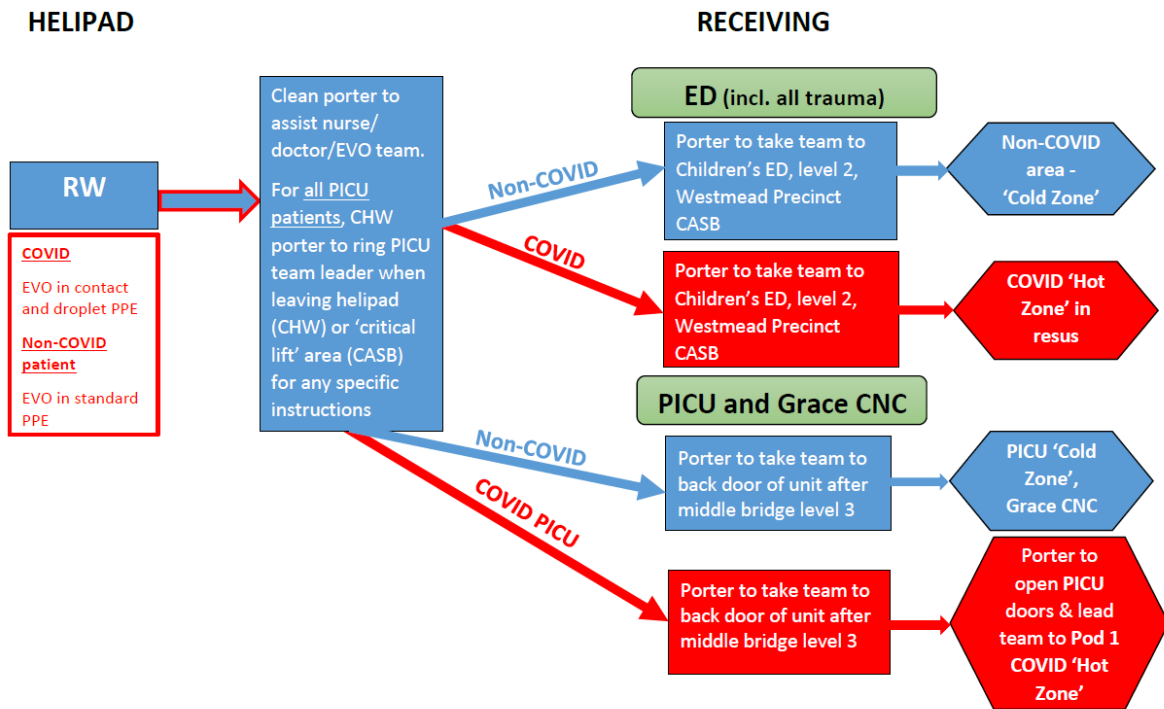 HELIPAD
RECEIVING
RW
COVID
EVO in contact
and droplet PPE
Non-COVID
patient
EVO in standard
PPE
Clean porter to
assist nurse/
doctor/EVO team.
For all PICU
patients, CHW
porter to ring PICU
team leader when
leaving helipad
(CHW) or ‘critical
lift’ area (CASB)
for any specific
instructions
Non-COVID
COVID
Non-COVID
COVID PICU
ED (incl. all trauma)
Porter to take team to
Children’s ED, level 2,
Westmead Precinct
CASB
Non-COVID
area -
‘Cold Zone’
Porter to take team to
Children’s ED, level 2,
Westmead Precinct
CASB
COVID ‘Hot
Zone’ in
resus
PICU and Grace CNC
Porter to take team to
back door of unit after
middle bridge level 3
PICU ‘Cold
Zone’,
Grace CNC
Porter to take team to
back door of unit after
middle bridge level 3
Porter to
open PICU
doors & lead
team to Pod 1
COVID ‘Hot
Zone’